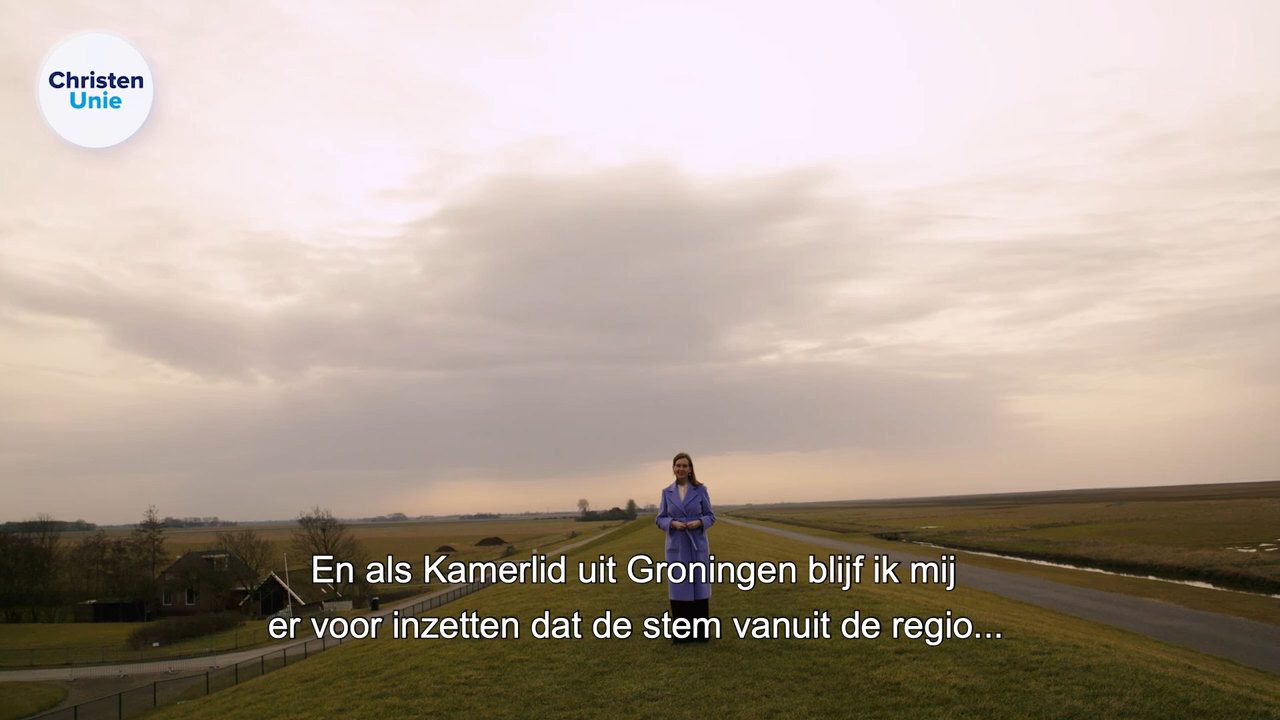 Christen
Unie
En als Kamerlid uit Groningen blijf ik mij
er voor inzetten dat de stem vanuit de regio...